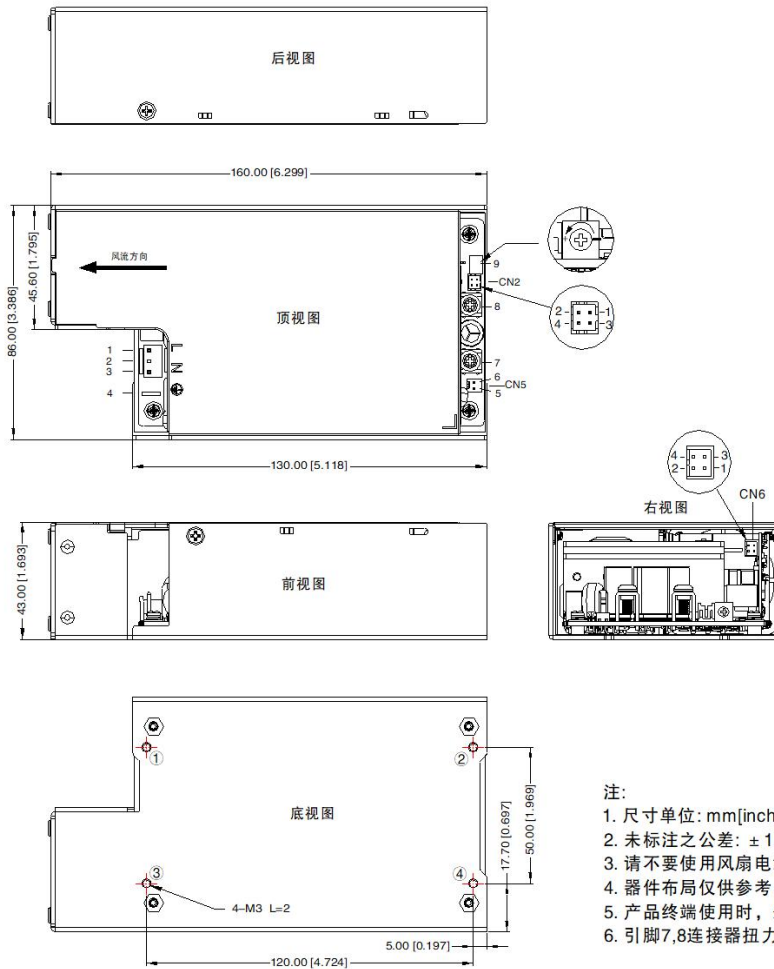 后视图
160.00 [6.299]
86.00 [3.386]
45.60 [1.795]
风流方向
顶视图
9
CN2
8
7
6
CN5
5
2 1
4 3
1
2
3
4
L
N
130.00 [5.118]
4 3
2 1
右视图
CN6
43.00 [1.693]
前视图
底视图
①
②
③
④
4-M3 L=2
17.70 [0.697]
50.00 [1.969]
5.00 [0.197]
120.00 [4.724]
注:
1. 尺寸单位: mm[inch
2. 未标注之公差: ±1
3. 请不要使用风扇电
4. 器件布局仅供参考
5. 产品终端使用时,
6. 引脚7,8连接器扭力